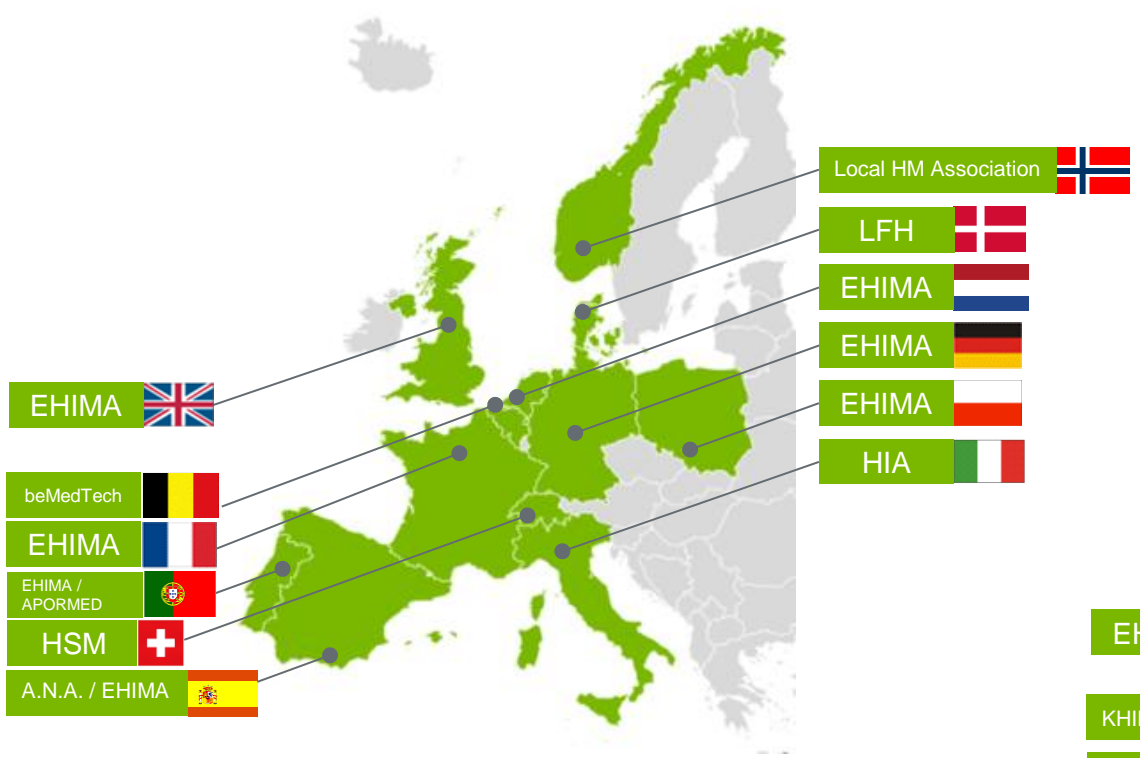 Local HM Association
LFH
EHIMA
EHIMA
EHIMA
HIA
EHIMA
beMedTech
EHIMA
EHIMA /
APORMED
HSM
A.N.A. / EHIMA